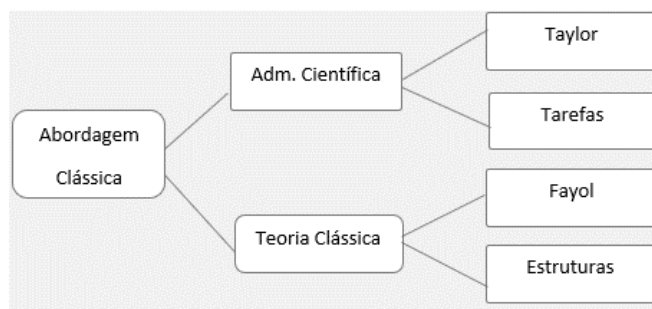 Abordagem
Clássica
Adm. Científica
Teoria Clássica
Taylor
Tarefas
Fayol
Estruturas